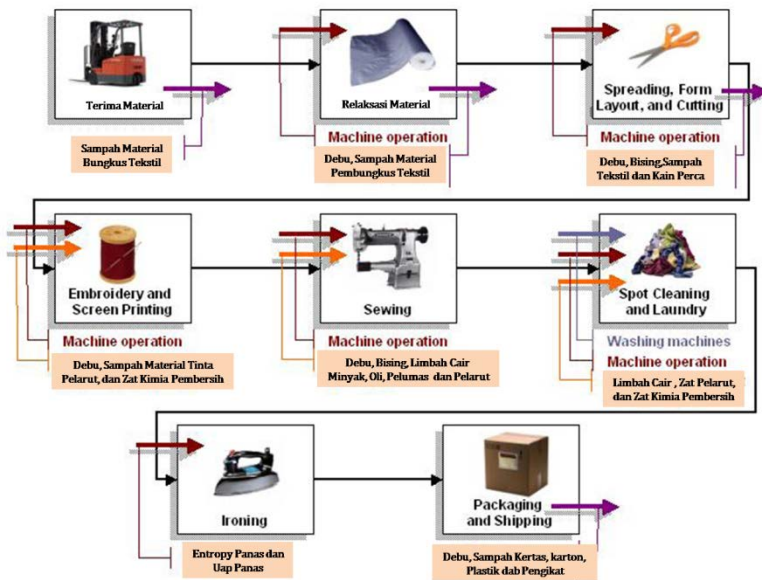 Terima Material
Relaksasi Material
Spreading, Form
Layout, and Cutting
Sampah Material
Bungkus Tekstil
Machine operation
Debu, Sampah Material
Pembungkus Tekstil
Machine operation
Debu, Bising,Sampah
Tekstil dan Kain Perca
Embroidery and
Screen Printing
Sewing
Spot Cleaning
and Laundry
Machine operation
Debu, Sampah Material Tinta
Pelarut, dan Zat Kimia Pembersih
Machine operation
Debu, Bising, Limbah Cair
Minyak, Oli, Pelumas dan Pelarut
Washing machines
Machine operation
Limbah Cair , Zat Pelarut,
dan Zat Kimia Pembersih
Ironing
Packaging
and Shipping
Entropy Panas dan
Uap Panas
Debu, Sampah Kertas, karton,
Plastik dab Pengikat